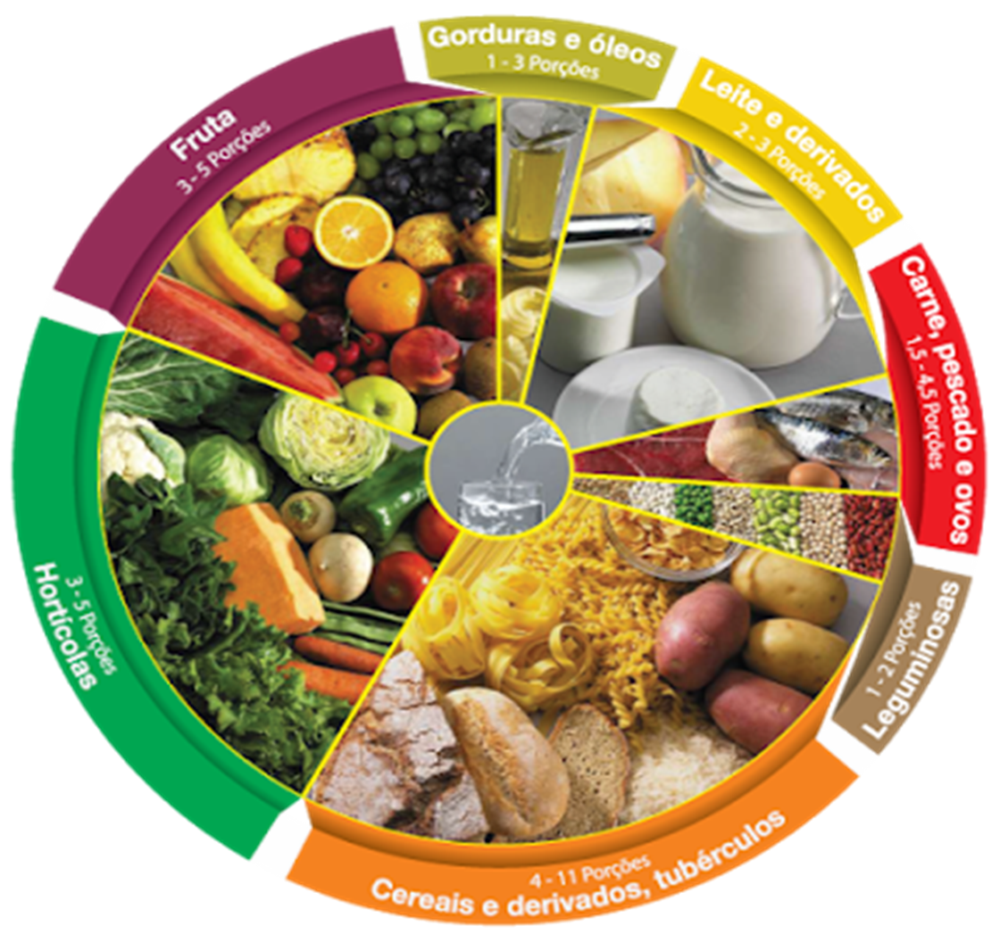 Gorduras e óleos
1 - 3 Porções
Leite e derivados
2 - 3 Porções
Carne, pescado e ovos
1,5 - 4,5 Porções
Leguminosas
1 - 2 Porções
Cereais e derivados, tubérculos
4 - 11 Porções
Hortícolas
3 - 5 Porções
Fruta
3 - 5 Porções